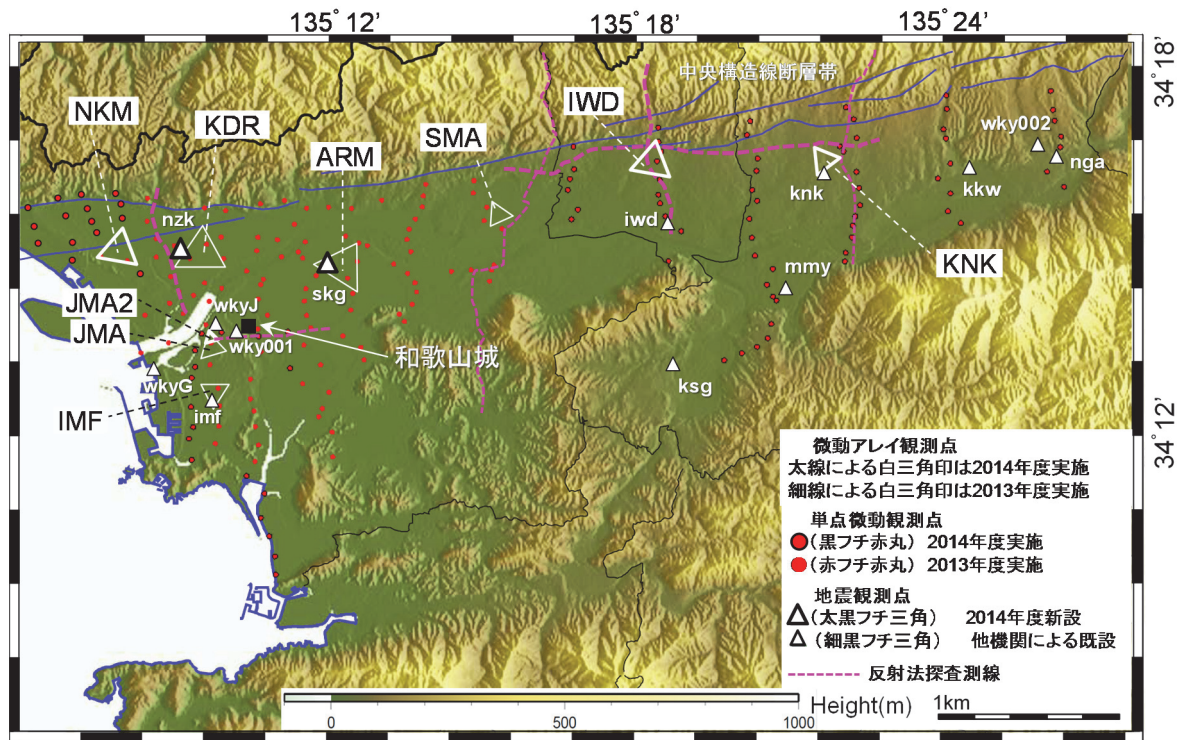 135° 12’
135° 18’
135° 24’
34° 18’
中央構造線断層帯
NKM
KDR
ARM
SMA
IWD
wky002
nga
kkw
knk
KNK
iwd
nzk
skg
mmy
JMA2
JMA
wkyJ
wky001
和歌山城
wkyG
ksg
IMF
imf
34° 12’
微動アレイ観測点
太線による白三角印は2014年度実施
細線による白三角印は2013年度実施
単点微動観測点
(黒フチ赤丸) 2014年度実施
(赤フチ赤丸) 2013年度実施
地震観測点
(太黒フチ三角) 2014年度新設
(細黒フチ三角) 他機関による既設
反射法探査測線
0 500 1000
Height(m)
1km